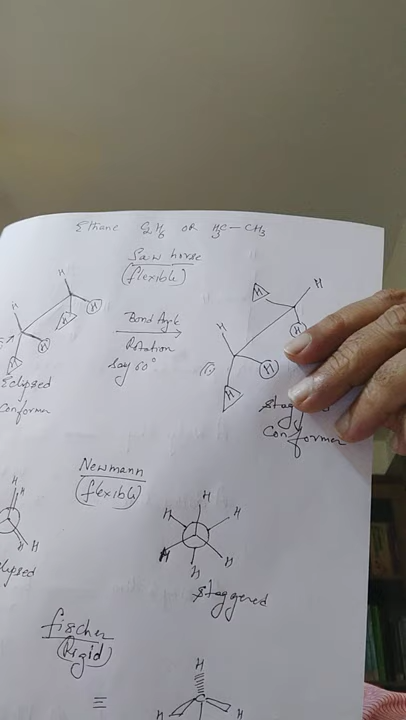 Ethane C2H6 or H3C-CH3
Saw horse
(flexible)
H H
H H
H
H H
H
H
Bond Angle
Rotation
Say 60°
H H
H
H
H
H
Eclipsed
Conformer
Staggered
Conformer
Newmann
(flexible)
H H H
H
H H
H
H H
H
Staggered
fischer
(Rigid)
H
≡
C
H H